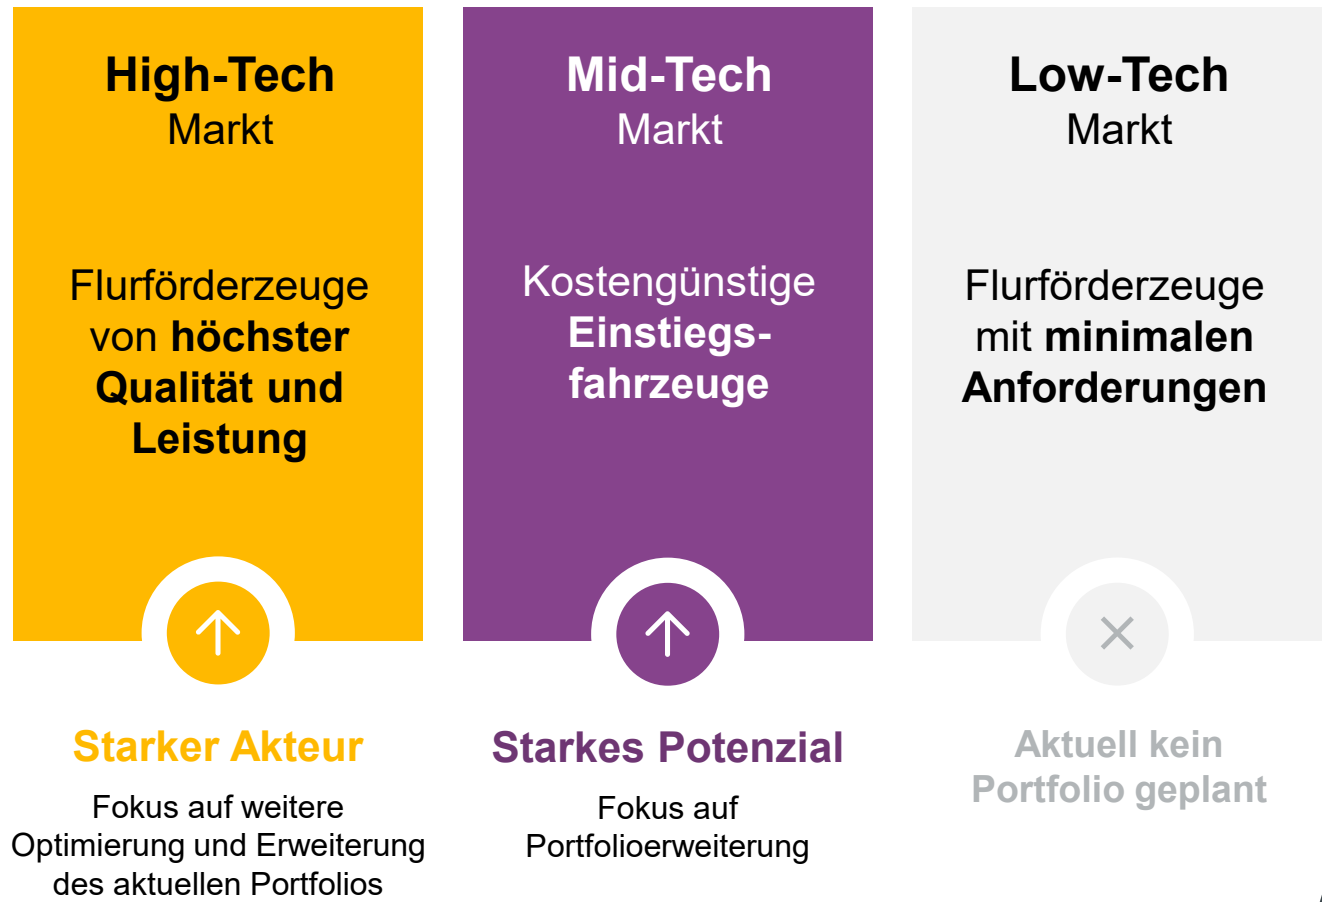 High-Tech
Markt
Flurförderzeuge
von höchster
Qualität und
Leistung
Starker Akteur
Fokus auf weitere
Optimierung und Erweiterung
des aktuellen Portfolios
Mid-Tech
Markt
Kostengünstige
Einstiegs-
fahrzeuge
Starkes Potenzial
Fokus auf
Portfolioerweiterung
Low-Tech
Markt
Flurförderzeuge
mit minimalen
Anforderungen
Aktuell kein
Portfolio geplant